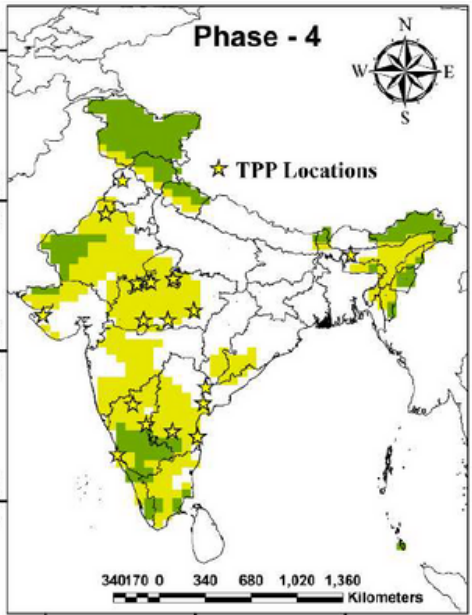 Phase - 4
N
W E
S
TPP Locations
340170 0 340 680 1,020 1,360
Kilometers